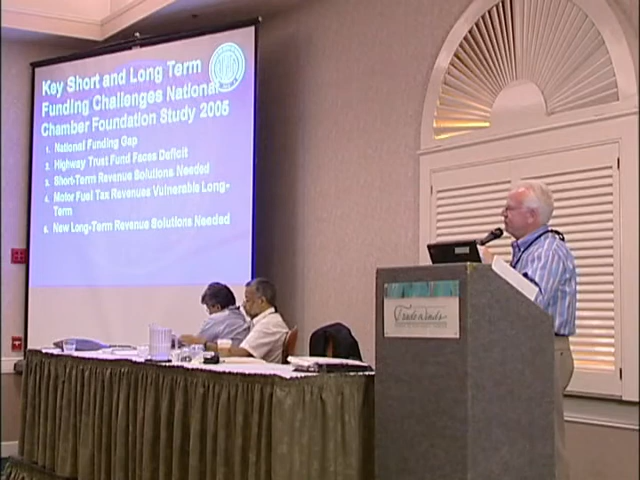 Key Short and Long Term
Funding Challenges National
Chamber Foundation Study 2005
1. National Funding Gap
2. Highway Trust Fund Faces Deficit
3. Short-Term Revenue Solutions Needed
4. Motor Fuel Tax Revenues Vulnerable Long-
Term
5. New Long-Term Revenue Solutions Needed
TradeWinds